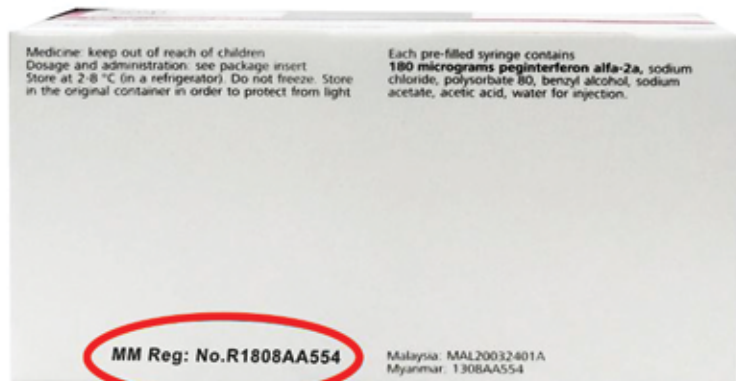 Medicine: keep out of reach of children
Dosage and administration: see package insert
Store at 2-8 °C (in a refrigerator). Do not freeze. Store
in the original container in order to protect from light
Each pre-filled syringe contains
180 micrograms peginterferon alfa-2a, sodium
chloride, polysorbate 80, benzyl alcohol, sodium
acetate, acetic acid, water for injection.
MM Reg: No.R1808AA554
Malaysia: MAL20032401A
Myanmar: 1308AA554